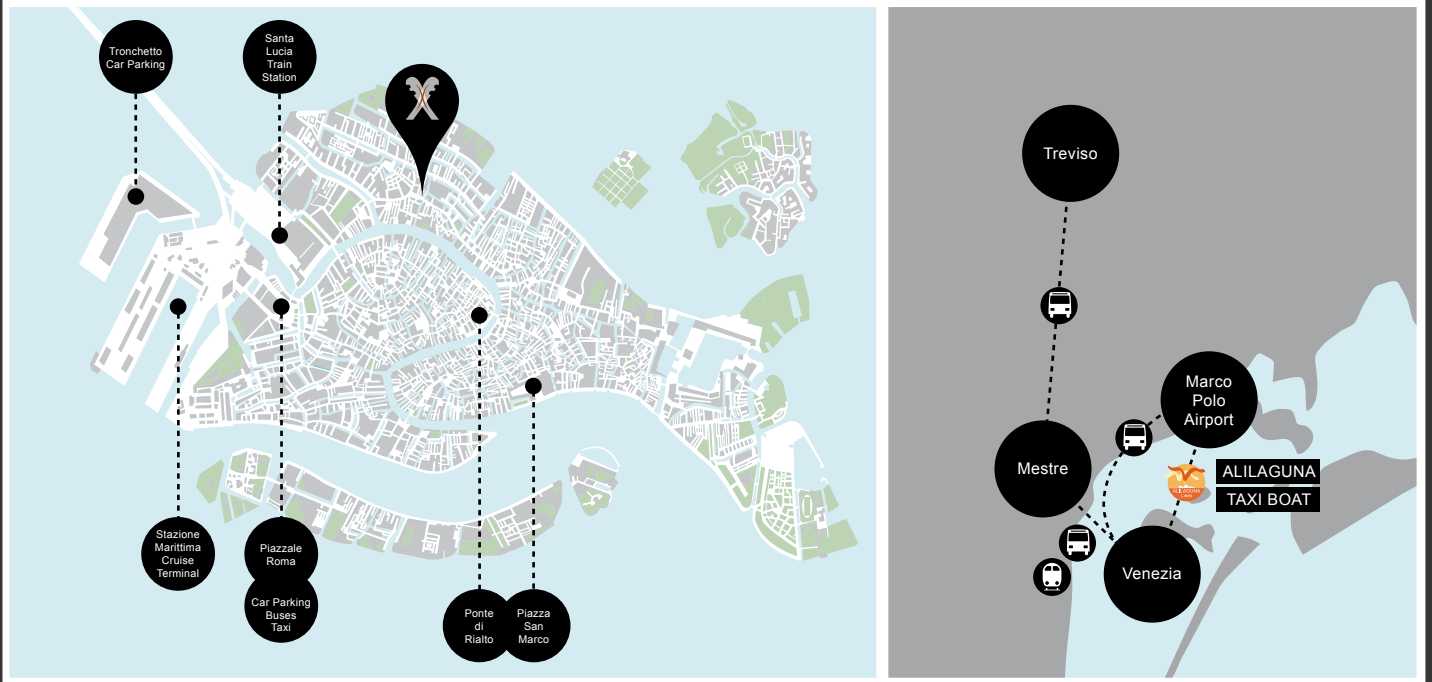 Tronchetto
Car Parking
Santa
Lucia
Train
Station
Stazione
Marittima
Cruise
Terminal
Piazzale
Roma
Car Parking
Buses
Taxi
Ponte
di
Rialto
Piazza
San
Marco
Treviso
Marco
Polo
Airport
Mestre
ALILAGUNA
ALILAGUNA
TAXI BOAT
Venezia